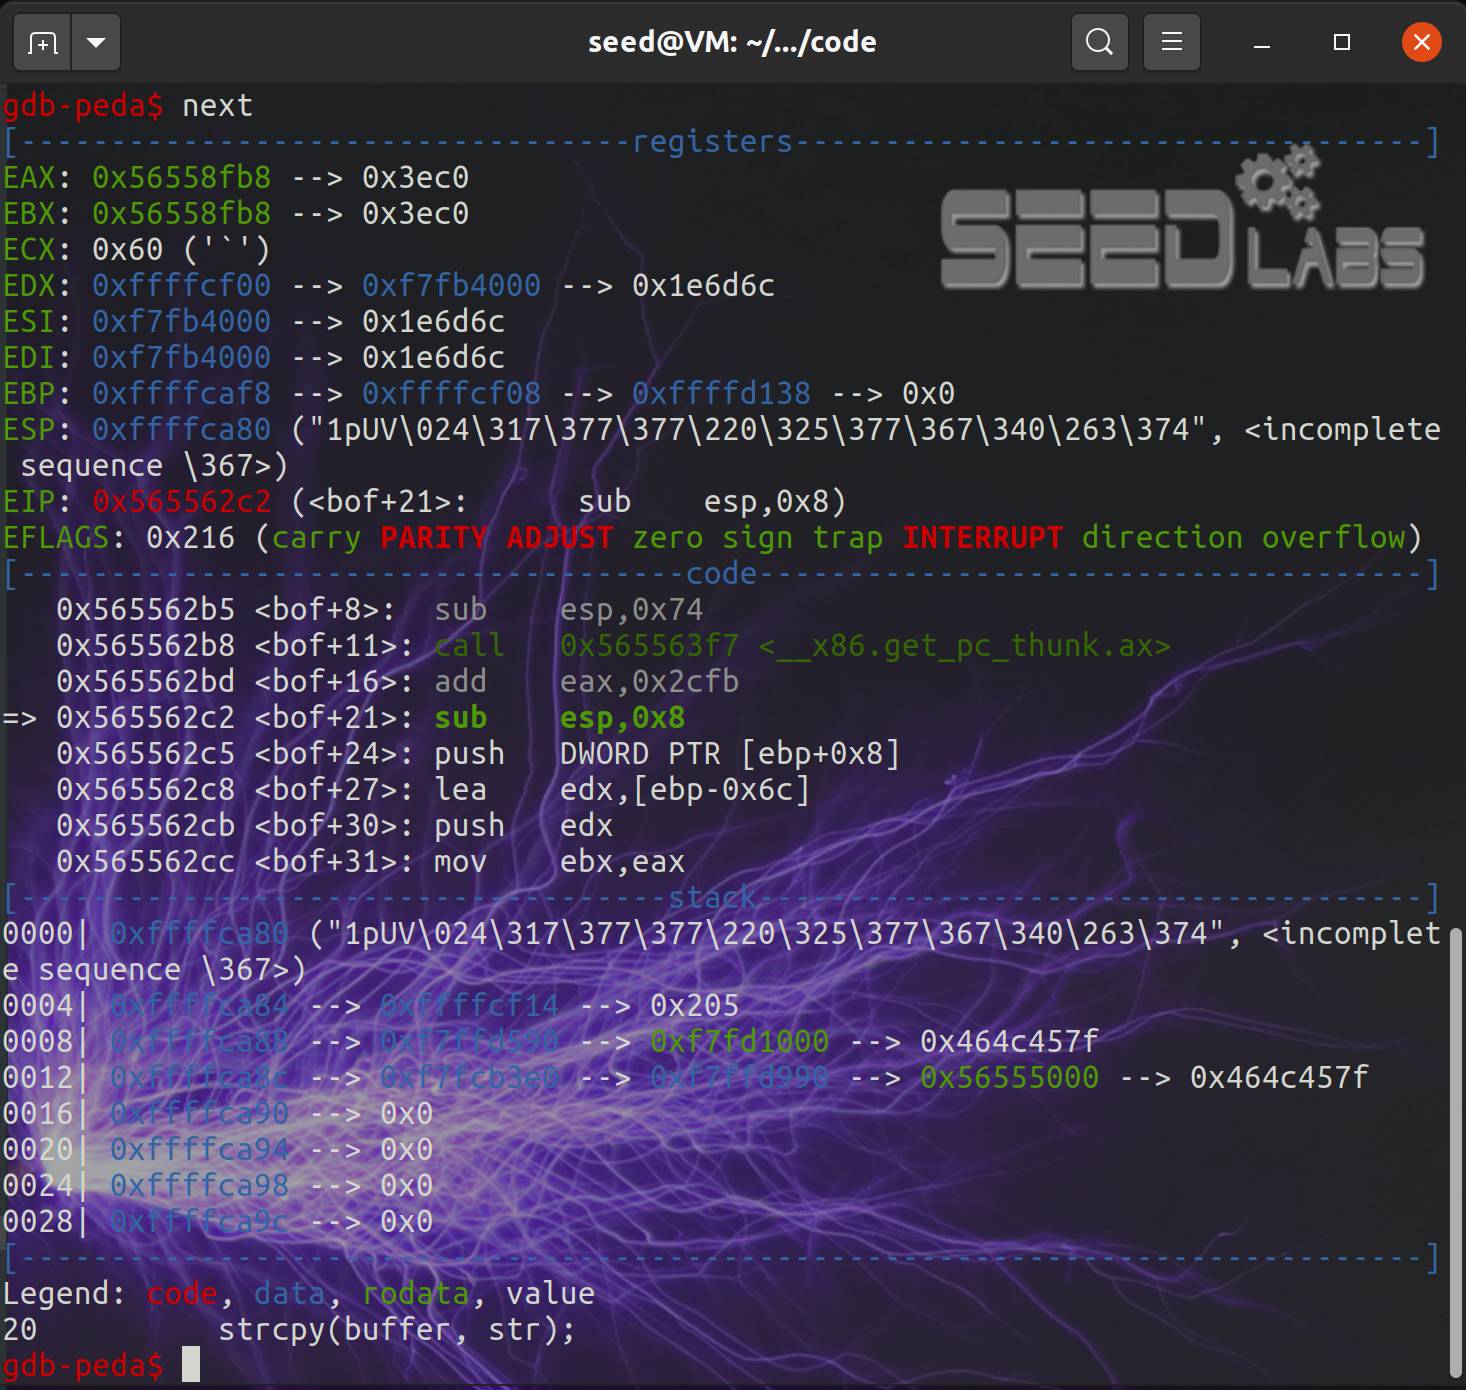 seed@VM: ~/.../code
gdb-peda$ next
[----------------------------------registers-----------------------------------]
SEED LABS
EAX: 0x56558fb8 --> 0x3ec0
EBX: 0x56558fb8 --> 0x3ec0
ECX: 0x60 ('`')
EDX: 0xffffcf00 --> 0xf7fb4000 --> 0x1e6d6c
ESI: 0xf7fb4000 --> 0x1e6d6c
EDI: 0xf7fb4000 --> 0x1e6d6c
EBP: 0xffffcaf8 --> 0xffffcf08 --> 0xffffd138 --> 0x0
ESP: 0xffffca80 ("1pUV\024\317\377\377\220\325\377\367\340\263\374", <incomplete
 sequence \367>)
EIP: 0x565562c2 (<bof+21>:      sub    esp,0x8)
EFLAGS: 0x216 (carry PARITY ADJUST zero sign trap INTERRUPT direction overflow)
[-------------------------------------code-------------------------------------]
   0x565562b5 <bof+8>:  sub    esp,0x74
   0x565562b8 <bof+11>: call   0x565563f7 <__x86.get_pc_thunk.ax>
   0x565562bd <bof+16>: add    eax,0x2cfb
=> 0x565562c2 <bof+21>: sub    esp,0x8
   0x565562c5 <bof+24>: push   DWORD PTR [ebp+0x8]
   0x565562c8 <bof+27>: lea    edx,[ebp-0x6c]
   0x565562cb <bof+30>: push   edx
   0x565562cc <bof+31>: mov    ebx,eax
[------------------------------------stack-------------------------------------]
0000| 0xffffca80 ("1pUV\024\317\377\377\220\325\377\367\340\263\374", <incomplet
e sequence \367>)
0004| 0xffffca84 --> 0xffffcf14 --> 0x205
0008| 0xffffca88 --> 0xf7ffd590 --> 0xf7fd1000 --> 0x464c457f
0012| 0xffffca8c --> 0xf7fcb3e0 --> 0xf7ffd990 --> 0x56555000 --> 0x464c457f
0016| 0xffffca90 --> 0x0
0020| 0xffffca94 --> 0x0
0024| 0xffffca98 --> 0x0
0028| 0xffffca9c --> 0x0
[------------------------------------------------------------------------------]
Legend: code, data, rodata, value
20          strcpy(buffer, str);
gdb-peda$